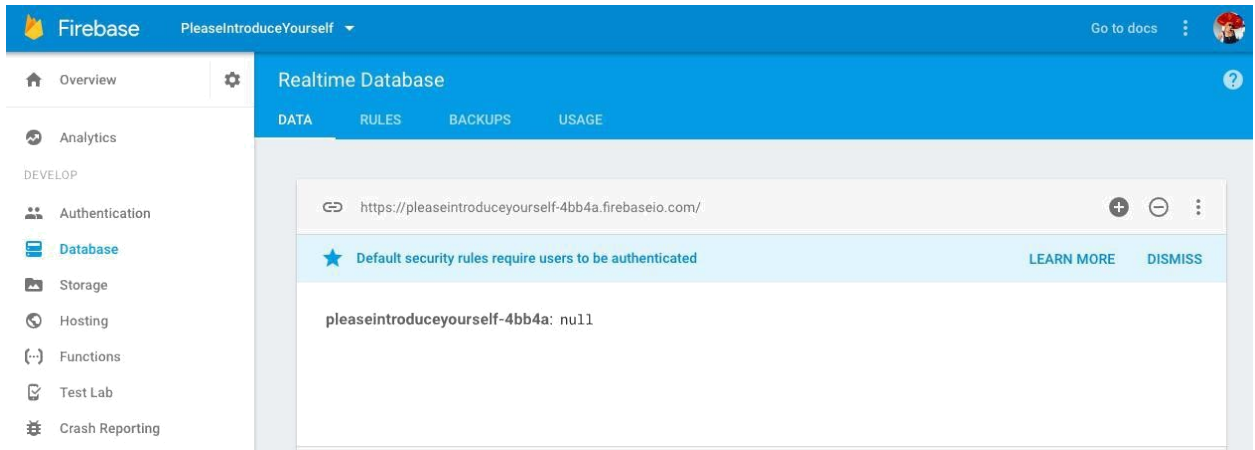 Firebase PleaseIntroduceYourself Go to docs
Overview
Realtime Database
DATA RULES BACKUPS USAGE
Analytics
DEVELOP
Authentication
Database
Storage
Hosting
Functions
Test Lab
Crash Reporting
https://pleaseintroduceyourself-4bb4a.firebaseio.com/
Default security rules require users to be authenticated LEARN MORE DISMISS
pleaseintroduceyourself-4bb4a: null